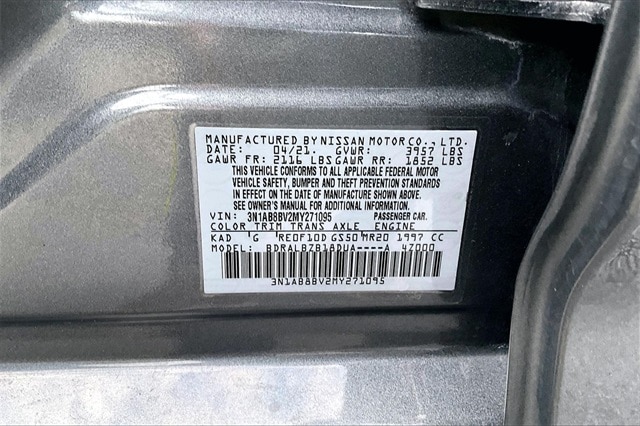 MANUFACTURED BY NISSAN MOTOR CO., LTD.
DATE: 04/21. GVWR: 3957 LBS
GAWR FR: 2116 LBS GAWR RR: 1852 LBS
THIS VEHICLE CONFORMS TO ALL APPLICABLE FEDERAL MOTOR
VEHICLE SAFETY, BUMPER AND THEFT PREVENTION STANDARDS
IN EFFECT ON THE DATE OF MANUFACTURE SHOWN ABOVE.
SEE OWNER'S MANUAL FOR ADDITIONAL INFORMATION.
VIN: 3N1AB8BV2MY271095 PASSENGER CAR.
COLOR TRIM TRANS AXLE ENGINE
KAD G RE0F10D GS50 MR20 1997 CC
MODEL: BDRALBZB18DUA----A 4Z000
3N1AB8BV2MY271095